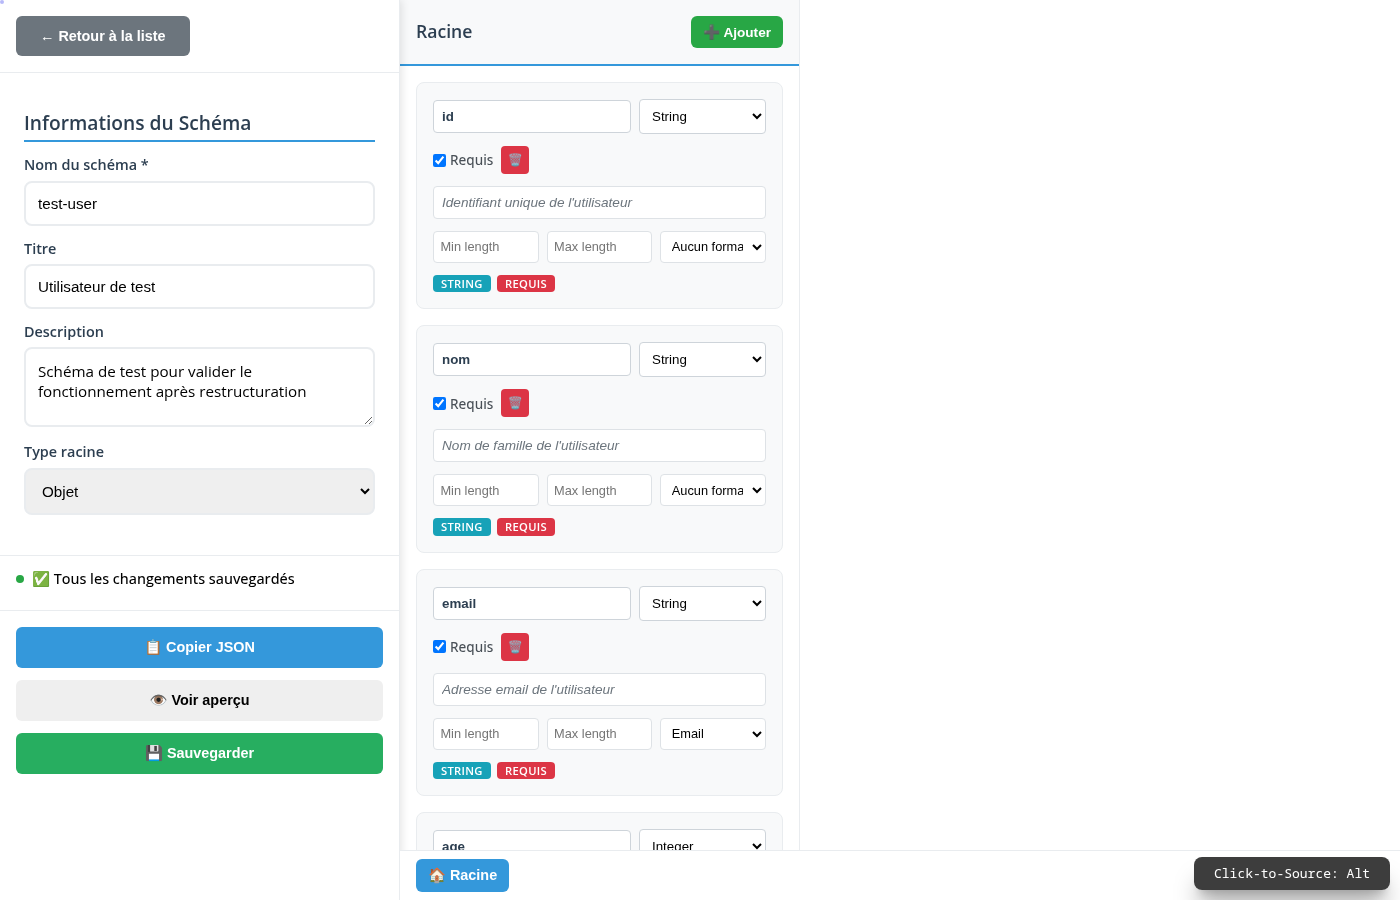 ← Retour à la liste
Informations du Schéma
Nom du schéma *
test-user
Titre
Utilisateur de test
Description
Schéma de test pour valider le
fonctionnement après restructuration
Type racine
Objet
✅ Tous les changements sauvegardés
📋 Copier JSON
👁️ Voir aperçu
💾 Sauvegarder
Racine
➕ Ajouter
id
String
Requis
Identifiant unique de l'utilisateur
Min length
Max length
Aucun forma
STRING
REQUIS
nom
String
Requis
Nom de famille de l'utilisateur
Min length
Max length
Aucun forma
STRING
REQUIS
email
String
Requis
Adresse email de l'utilisateur
Min length
Max length
Email
STRING
REQUIS
age
Integer
🏠 Racine
Click-to-Source: Alt